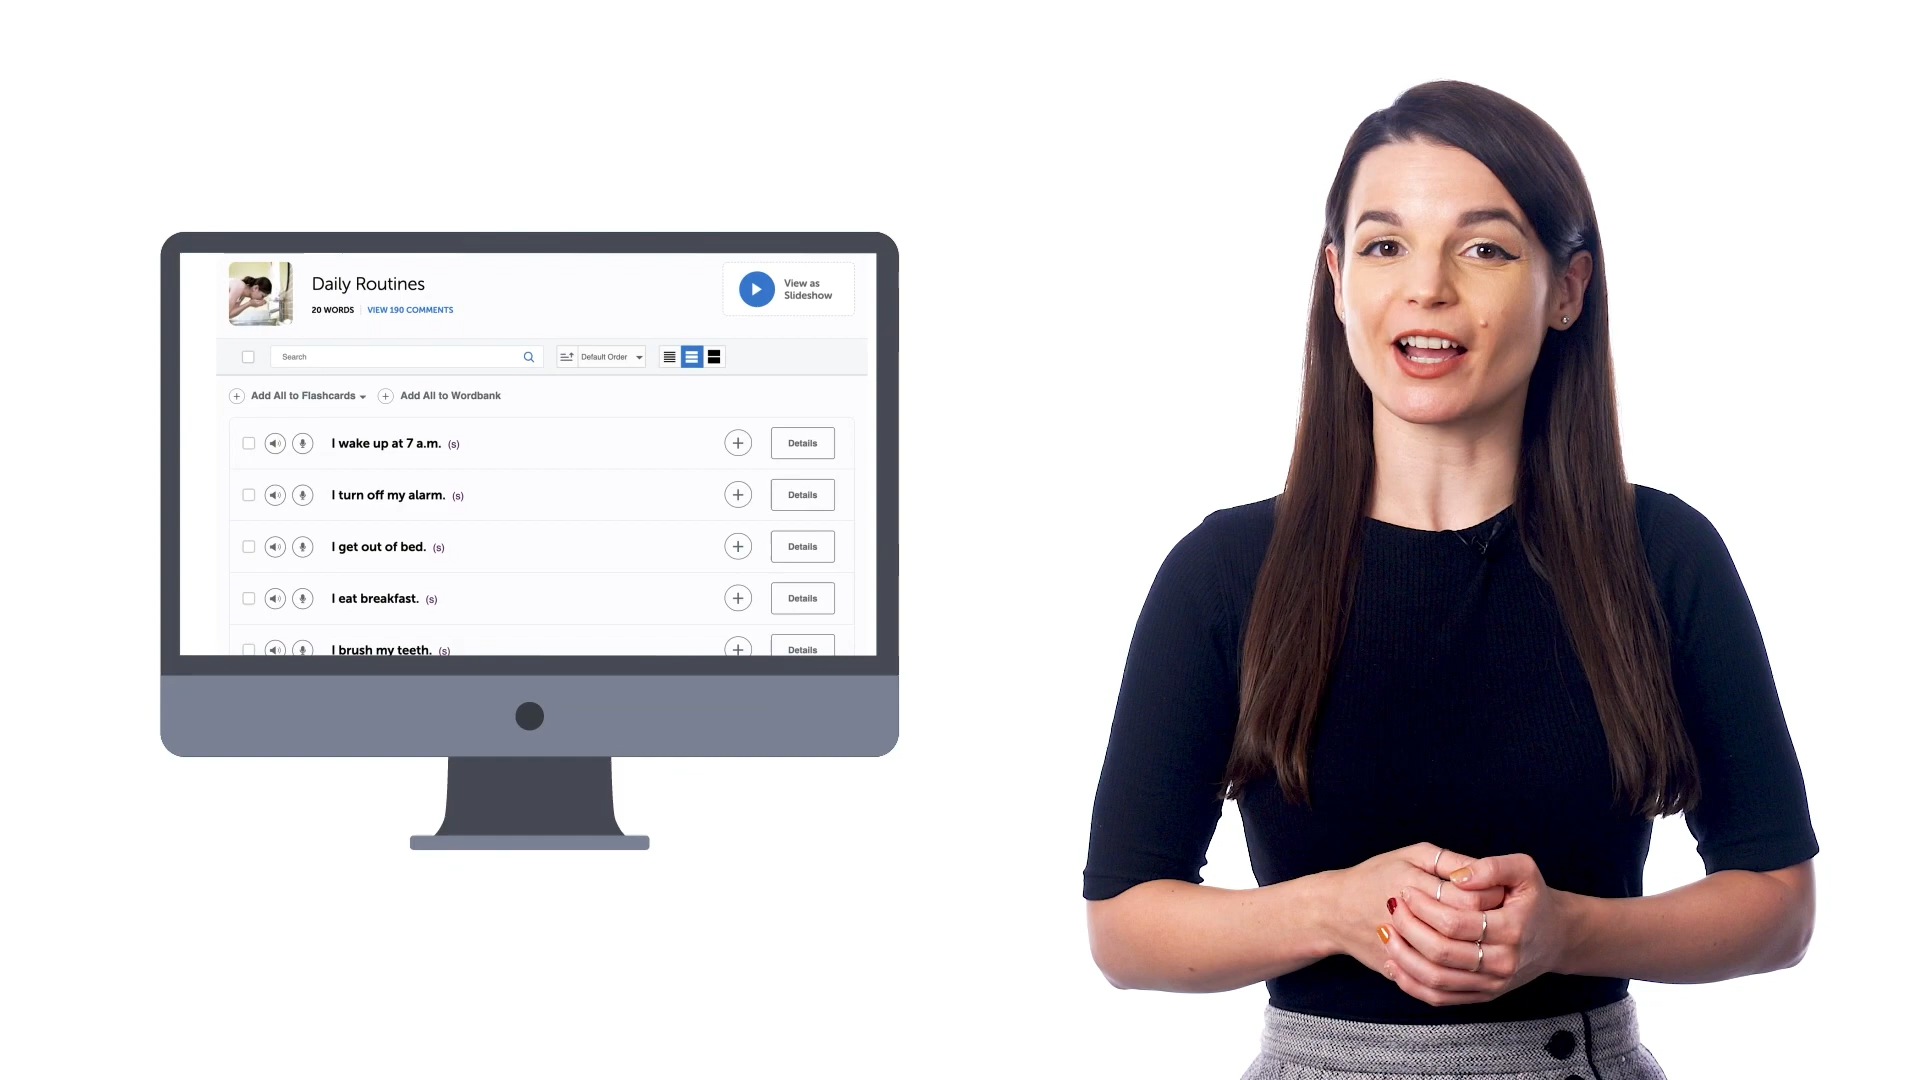 Daily Routines
20 WORDS
VIEW 190 COMMENTS
View as
Slideshow
Search
Default Order
Add All to Flashcards
Add All to Wordbank
I wake up at 7 a.m. (s)
Details
I turn off my alarm. (s)
Details
I get out of bed. (s)
Details
I eat breakfast. (s)
Details
I brush my teeth. (s)
Details